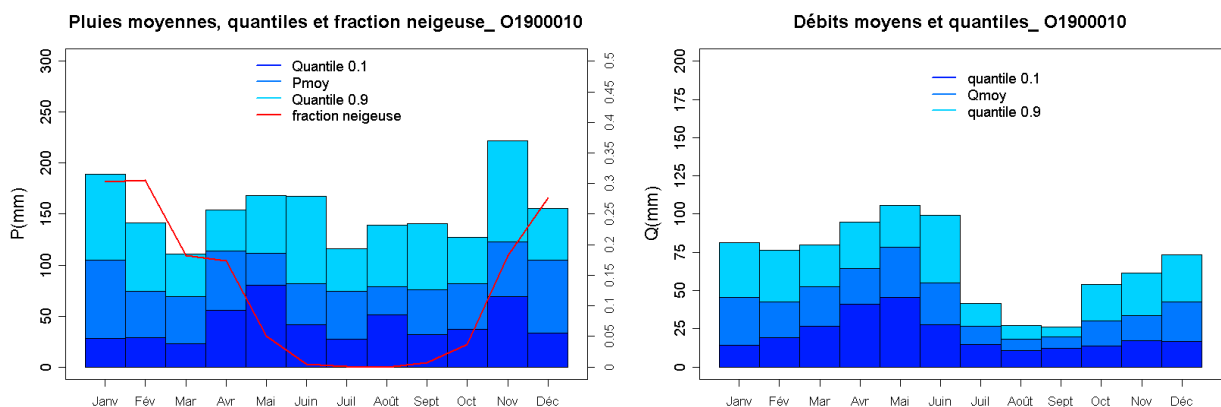 Pluies moyennes, quantiles et fraction neigeuse_ O1900010
Quantile 0.1
Pmoy
Quantile 0.9
fraction neigeuse
P(mm)
300
250
200
150
100
50
0
0.5
0.45
0.4
0.35
0.3
0.25
0.2
0.15
0.1
0.05
0
Janv Fév Mar Avr Mai Juin Juil Août Sept Oct Nov Déc
Débits moyens et quantiles_ O1900010
quantile 0.1
Qmoy
quantile 0.9
Q(mm)
200
175
150
125
100
75
50
25
0
Janv Fév Mar Avr Mai Juin Juil Août Sept Oct Nov Déc